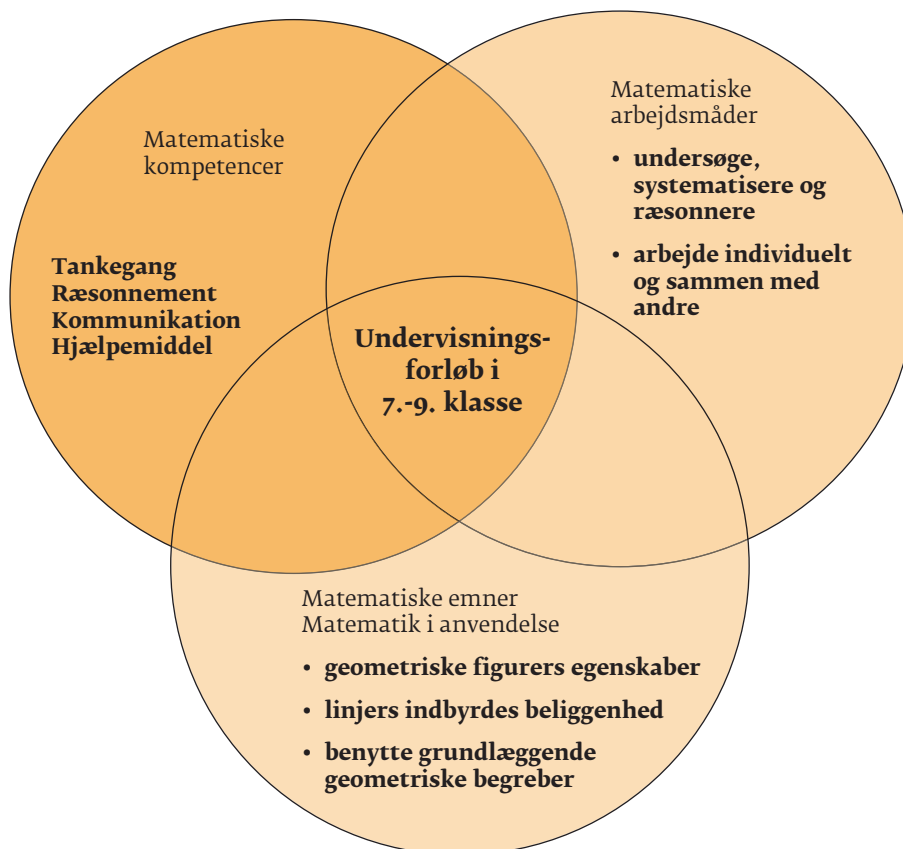 Matematiske
kompetencer
Tankegang
Ræsonnement
Kommunikation
Hjælpemiddel
Matematiske
arbejdsmåder
• undersøge,
systematisere og
ræsonnere
• arbejde individuelt
og sammen med
andre
Undervisnings-
forløb i
7.-9. klasse
Matematiske emner
Matematik i anvendelse
• geometriske figurers egenskaber
• linjers indbyrdes beliggenhed
• benytte grundlæggende
geometriske begreber